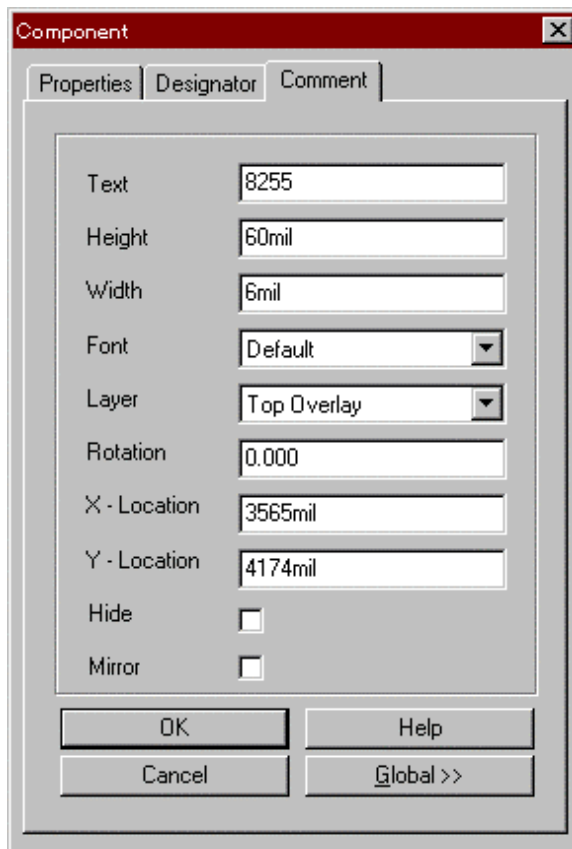 Component
Properties Designator Comment
Text 8255
Height 60mil
Width 6mil
Font Default
Layer Top Overlay
Rotation 0.000
X - Location 3565mil
Y - Location 4174mil
Hide
Mirror
OK Help
Cancel Global >>